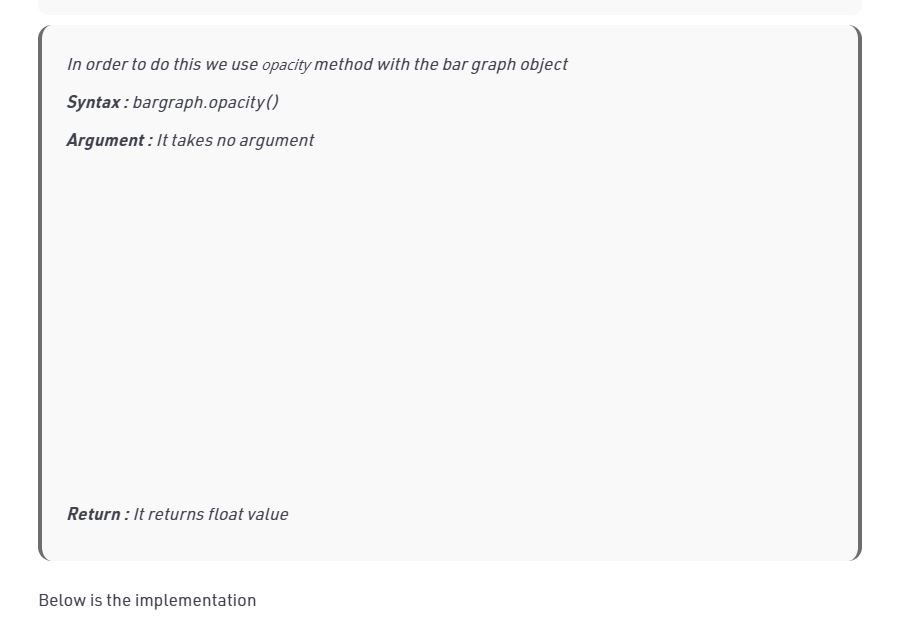 In order to do this we use opacity method with the bar graph object
Syntax : bargraph.opacity()
Argument : It takes no argument
Return : It returns float value
Below is the implementation